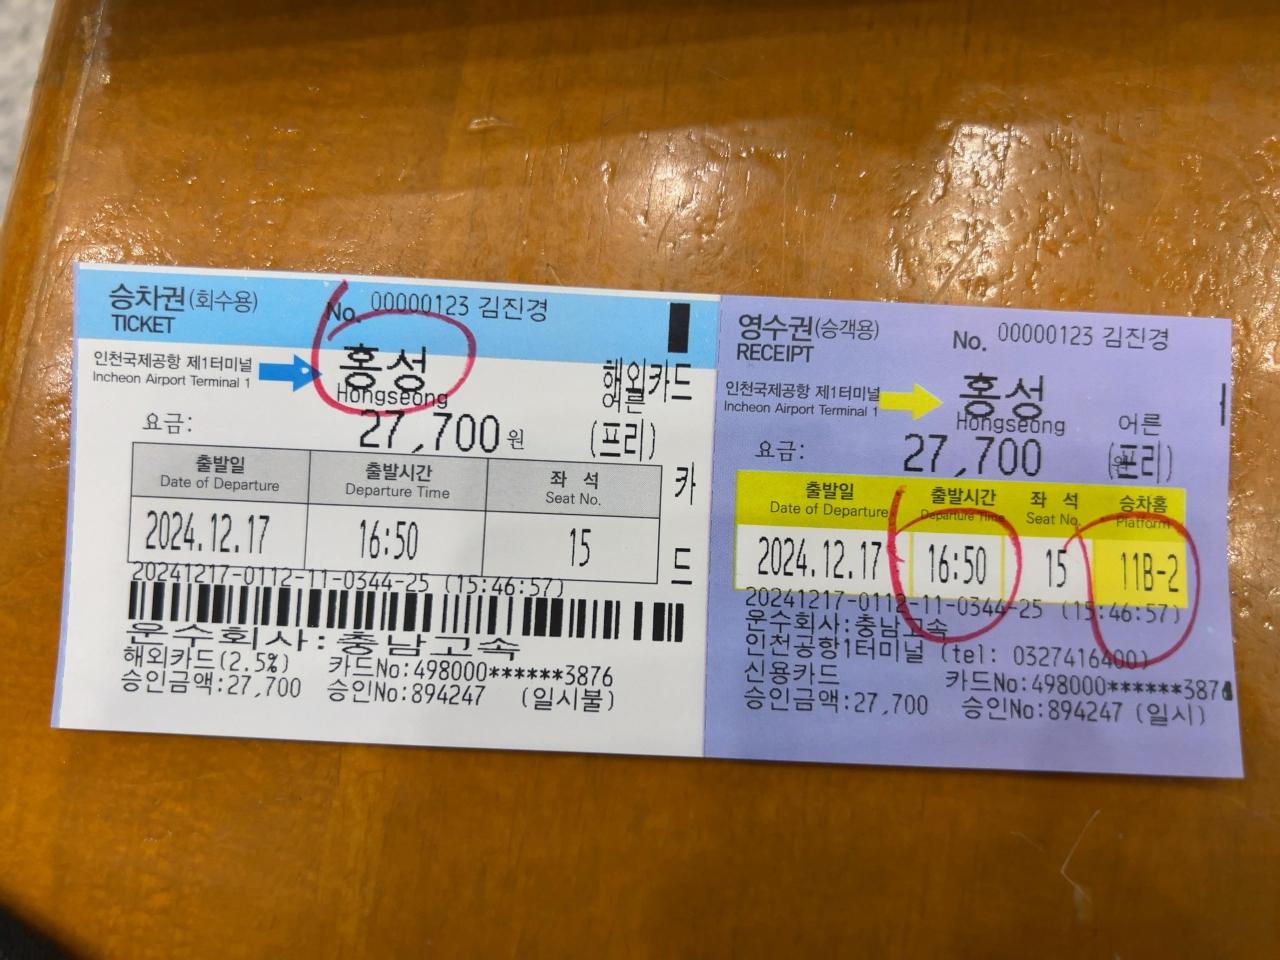 승차권(회수용)
TICKET
No. 00000123 김진경
인천국제공항 제1터미널
Incheon Airport Terminal 1
홍성
Hongseong
해외카드
어른
요금: 27,700원 (프리)
카
드
출발일 출발시간 좌 석
Date of Departure Departure Time Seat No.
2024.12.17 16:50 15
20241217-0112-11-0344-25 (15:46:57)
운수회사:충남고속
해외카드(2.5%) 카드No:498000******3876
승인금액:27,700 승인No:894247 (일시불)
영수권(승객용)
RECEIPT
No. 00000123 김진경
인천국제공항 제1터미널
Incheon Airport Terminal 1
홍성
Hongseong
어른
요금: 27,700 원 (프리)
출발일 출발시간 좌 석 승차홈
Date of Departure Departure Time Seat No. Platform
2024.12.17 16:50 15 11B-2
20241217-0112-11-0344-25 (15:46:57)
운수회사:충남고속
인천공항1터미널 (tel: 0327416400)
신용카드 카드No:498000******387
승인금액:27,700 승인No:894247 (일시)